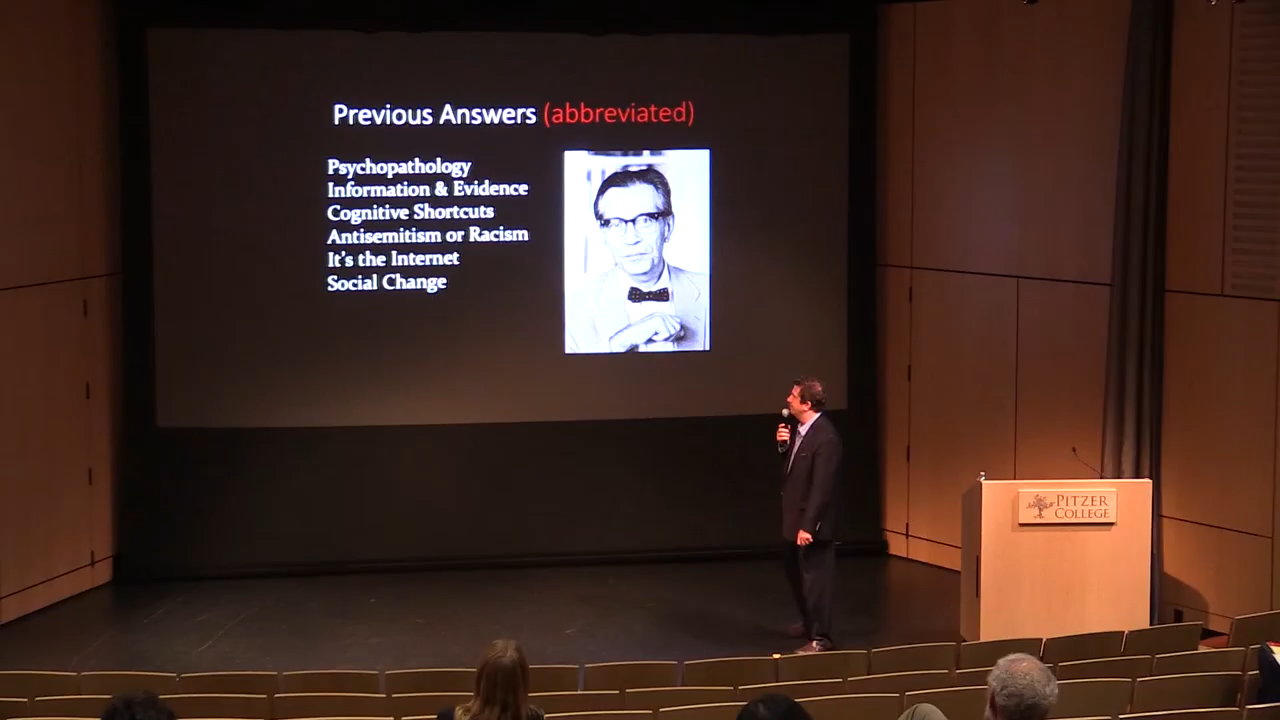 Previous Answers (abbreviated)
Psychopathology
Information & Evidence
Cognitive Shortcuts
Antisemitism or Racism
It's the Internet
Social Change
PITZER
COLLEGE